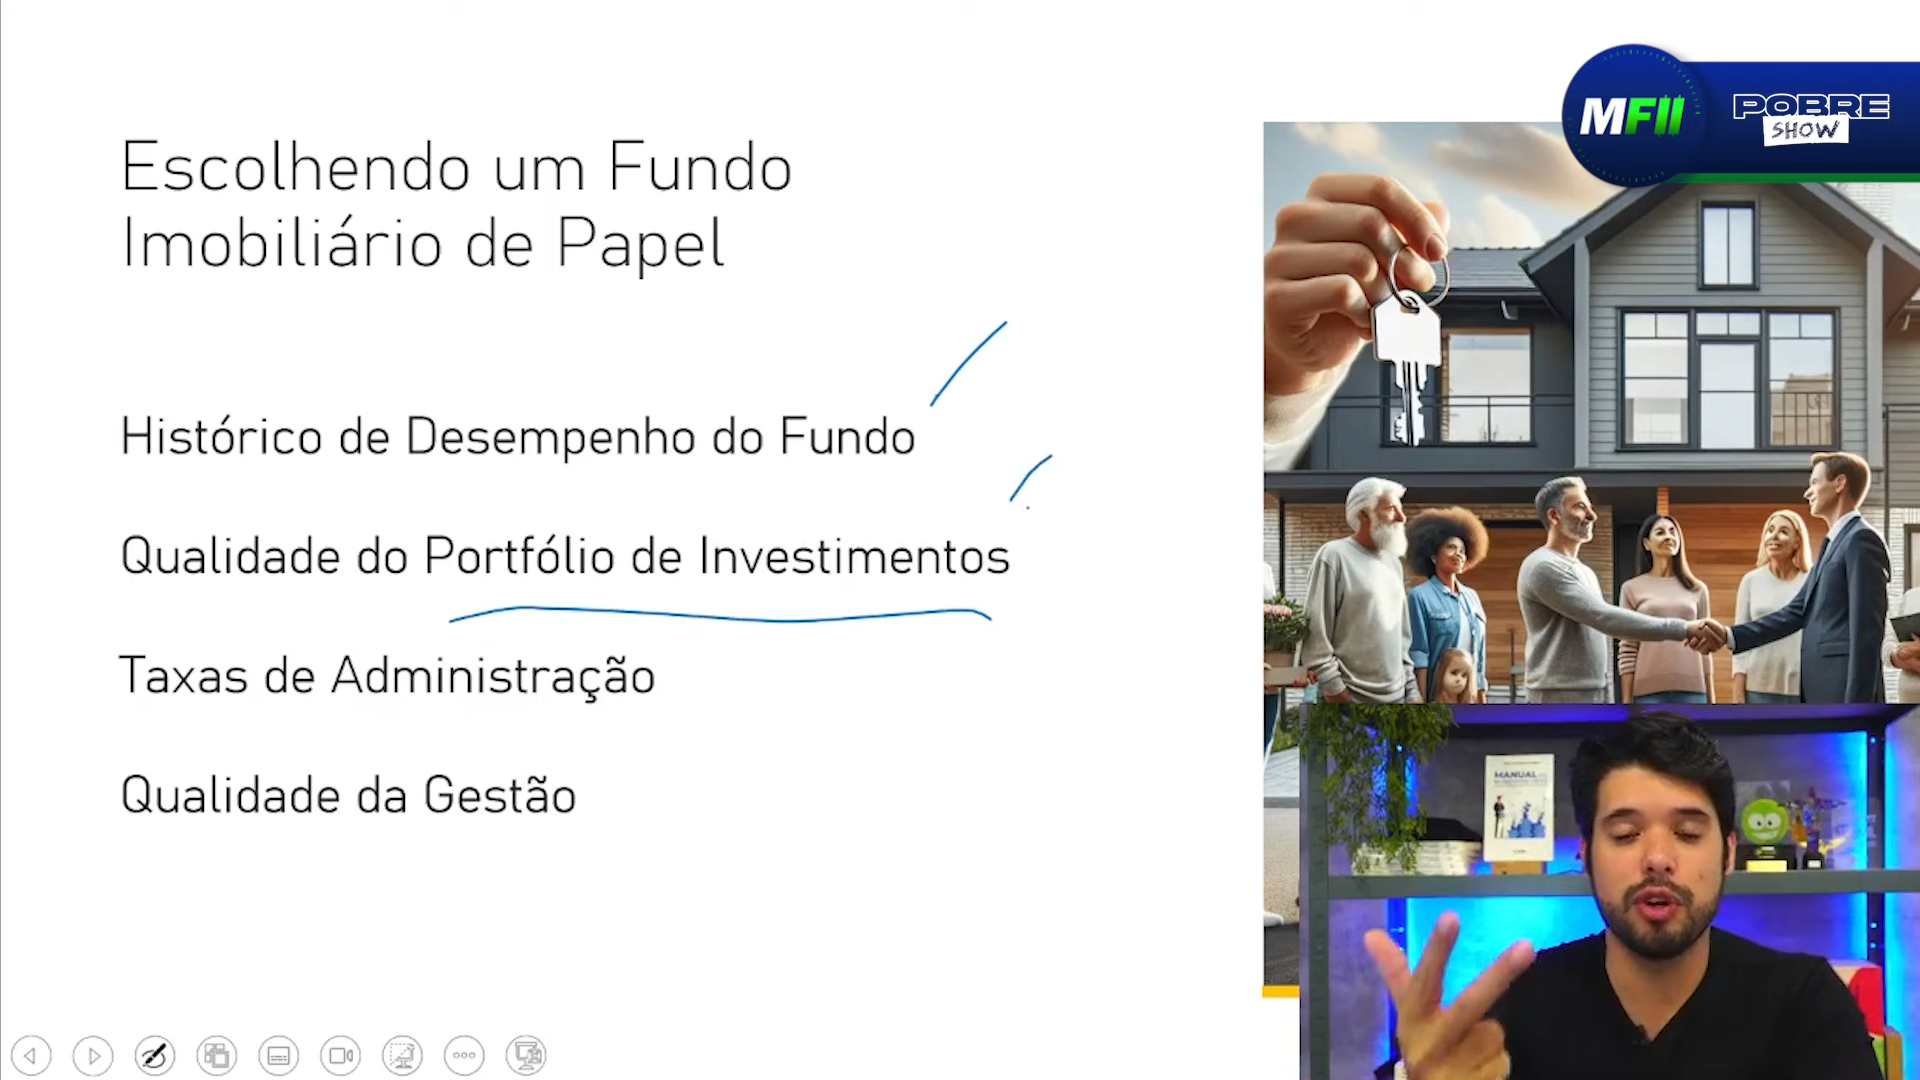 MFII
POBRE
SHOW
Escolhendo um Fundo
Imobiliário de Papel
Histórico de Desempenho do Fundo
Qualidade do Portfólio de Investimentos
Taxas de Administração
Qualidade da Gestão
MANUAL